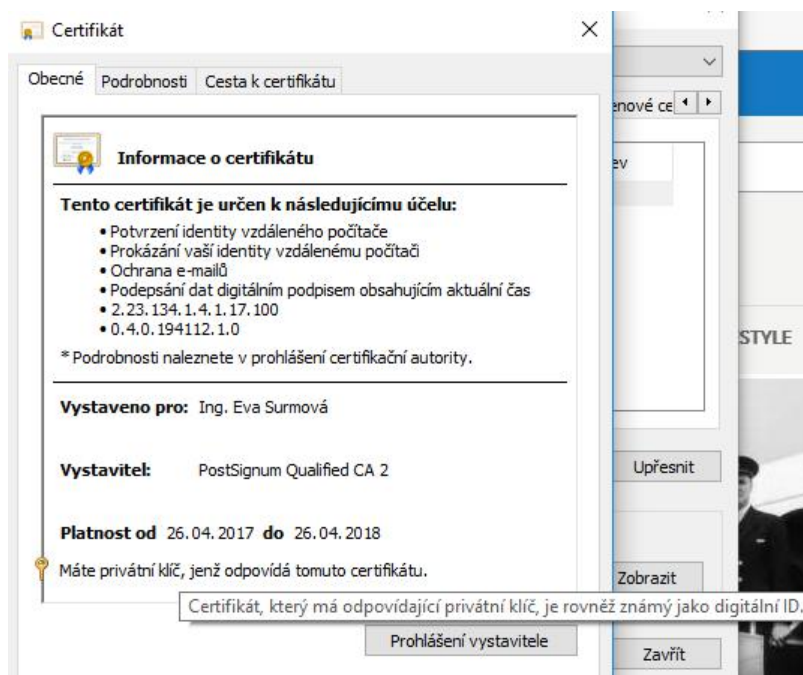 Certifikát
Obecné Podrobnosti Cesta k certifikátu
Informace o certifikátu
Tento certifikát je určen k následujícímu účelu:
• Potvrzení identity vzdáleného počítače
• Prokázání vaší identity vzdálenému počítači
• Ochrana e-mailů
• Podepsání dat digitálním podpisem obsahujícím aktuální čas
• 2.23.134.1.4.1.17.100
• 0.4.0.194112.1.0
* Podrobnosti naleznete v prohlášení certifikační autority.
Vystaveno pro: Ing. Eva Surmová
Vystavitel: PostSignum Qualified CA 2
Platnost od 26.04.2017 do 26.04.2018
Máte privátní klíč, jenž odpovídá tomuto certifikátu.
Certifikát, který má odpovídající privátní klíč, je rovněž známý jako digitální ID.
Prohlášení vystavitele
enové ce
ev
Upřesnit
Zobrazit
Zavřít
STYLE